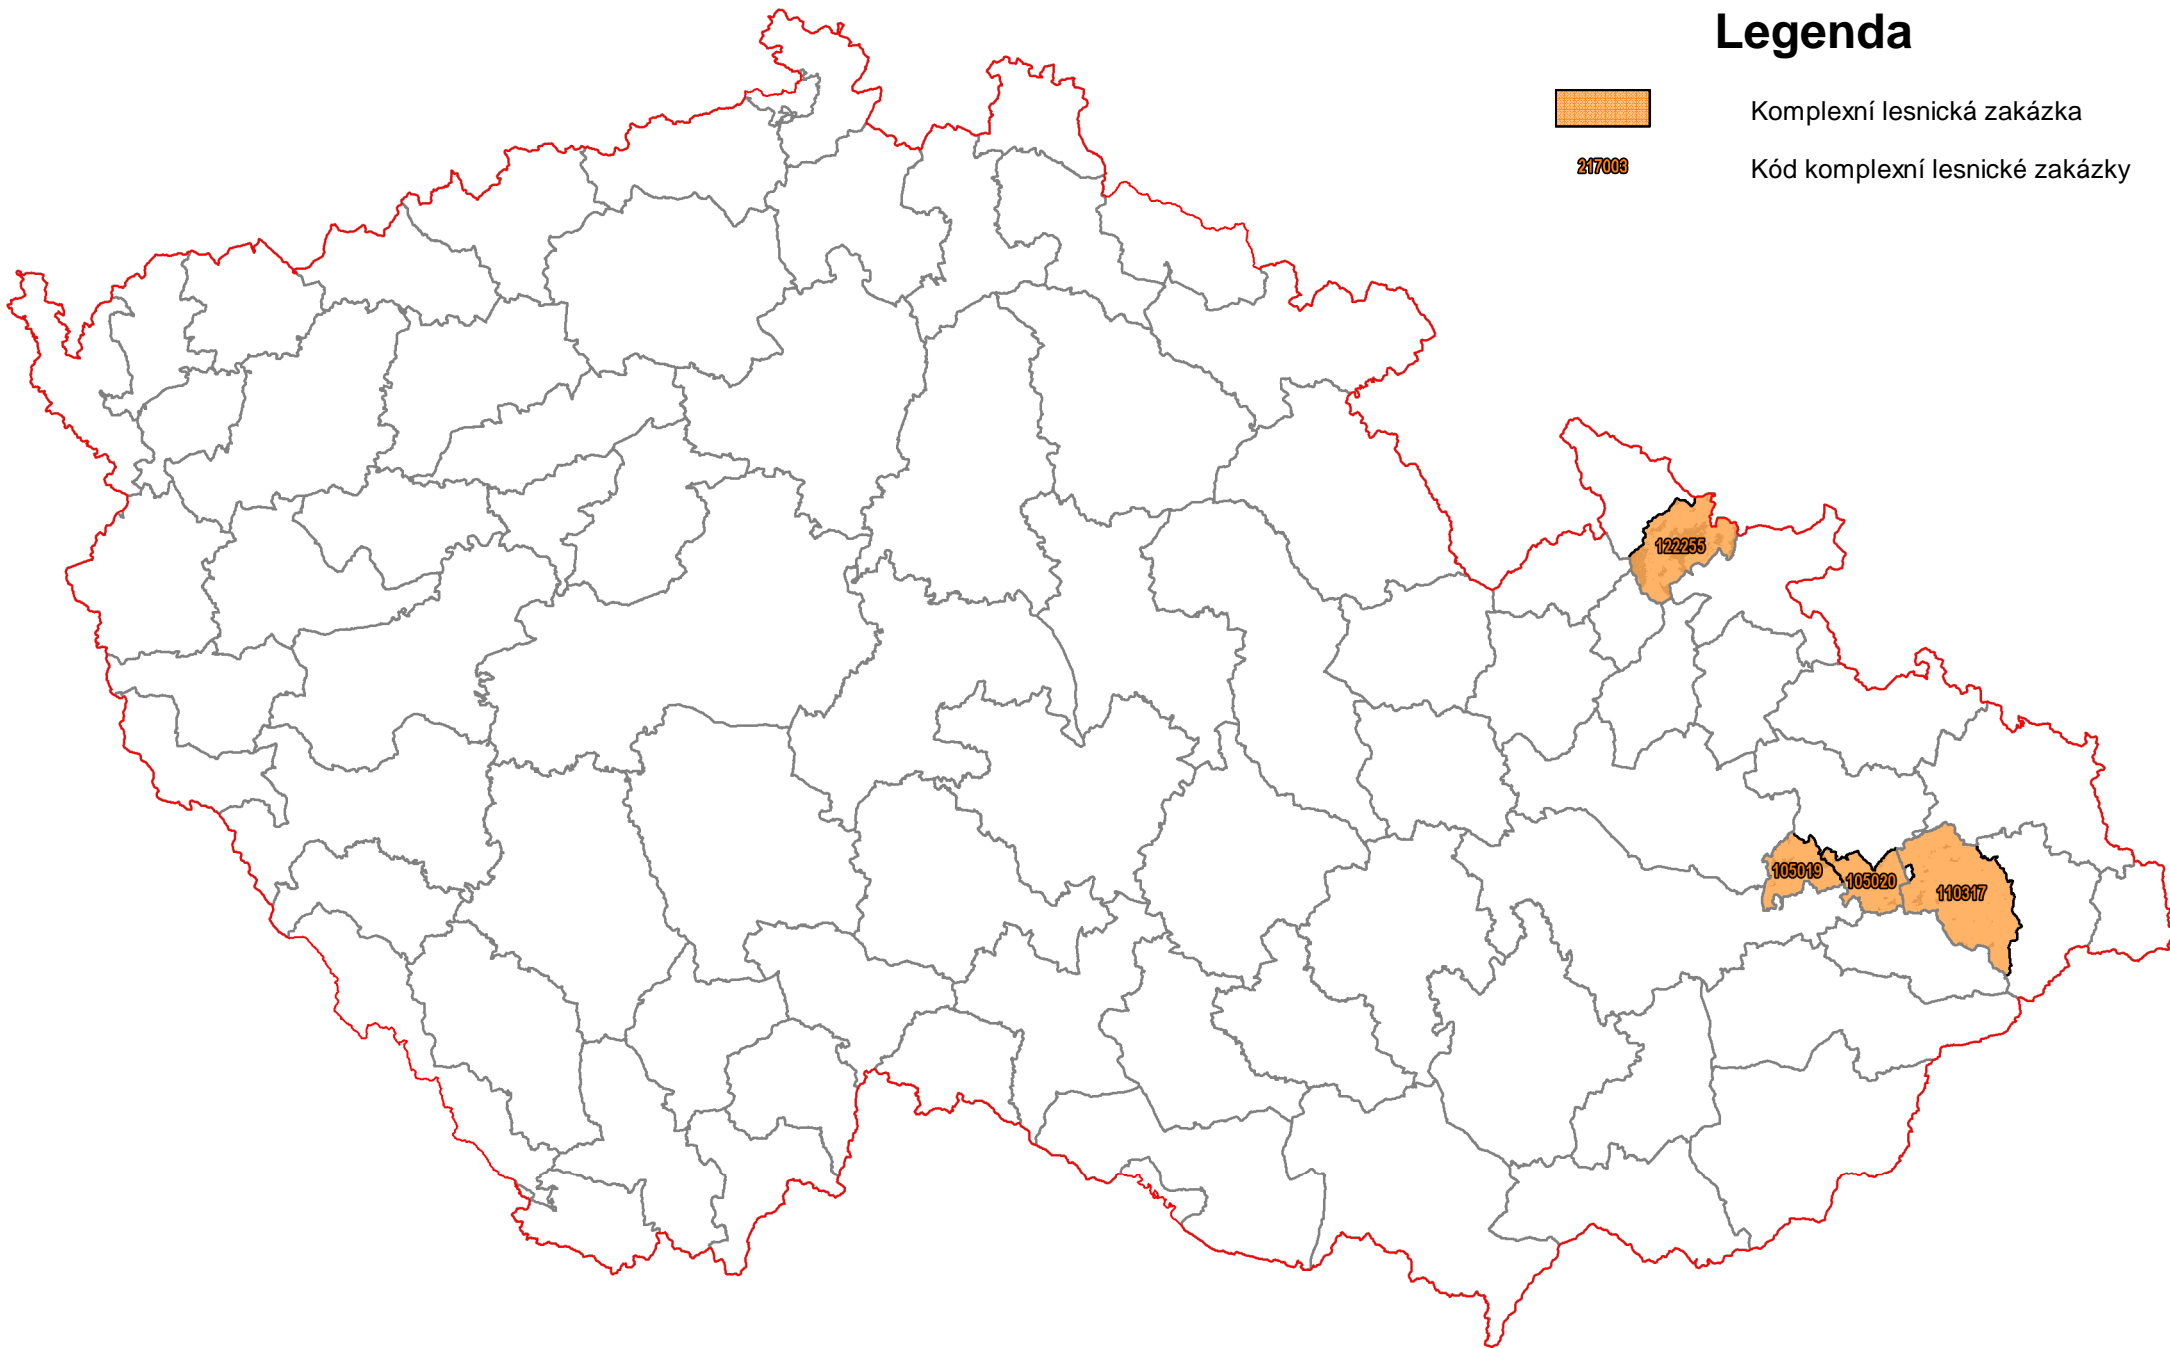 Legenda
Komplexní lesnická zakázka
217003 Kód komplexní lesnické zakázky
122255
105019
105020
110317